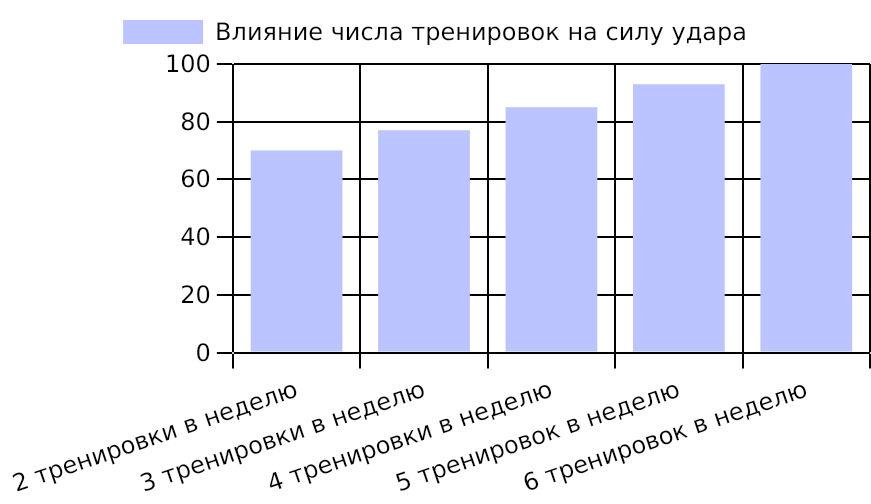 Влияние числа тренировок на силу удара
100
80
60
40
20
0
2 тренировки в неделю
3 тренировки в неделю
4 тренировки в неделю
5 тренировок в неделю
6 тренировок в неделю